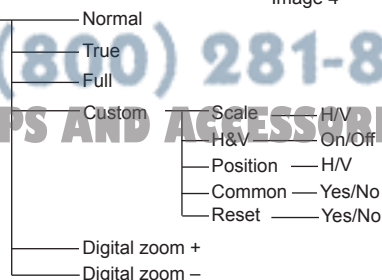 Image 4
Normal
(800) 281-8
True
Full
Custom Scale H/V
PS AND ACCESSOR
H&V On/Off
Position H/V
Common Yes/No
Reset Yes/No
Digital zoom +
Digital zoom –